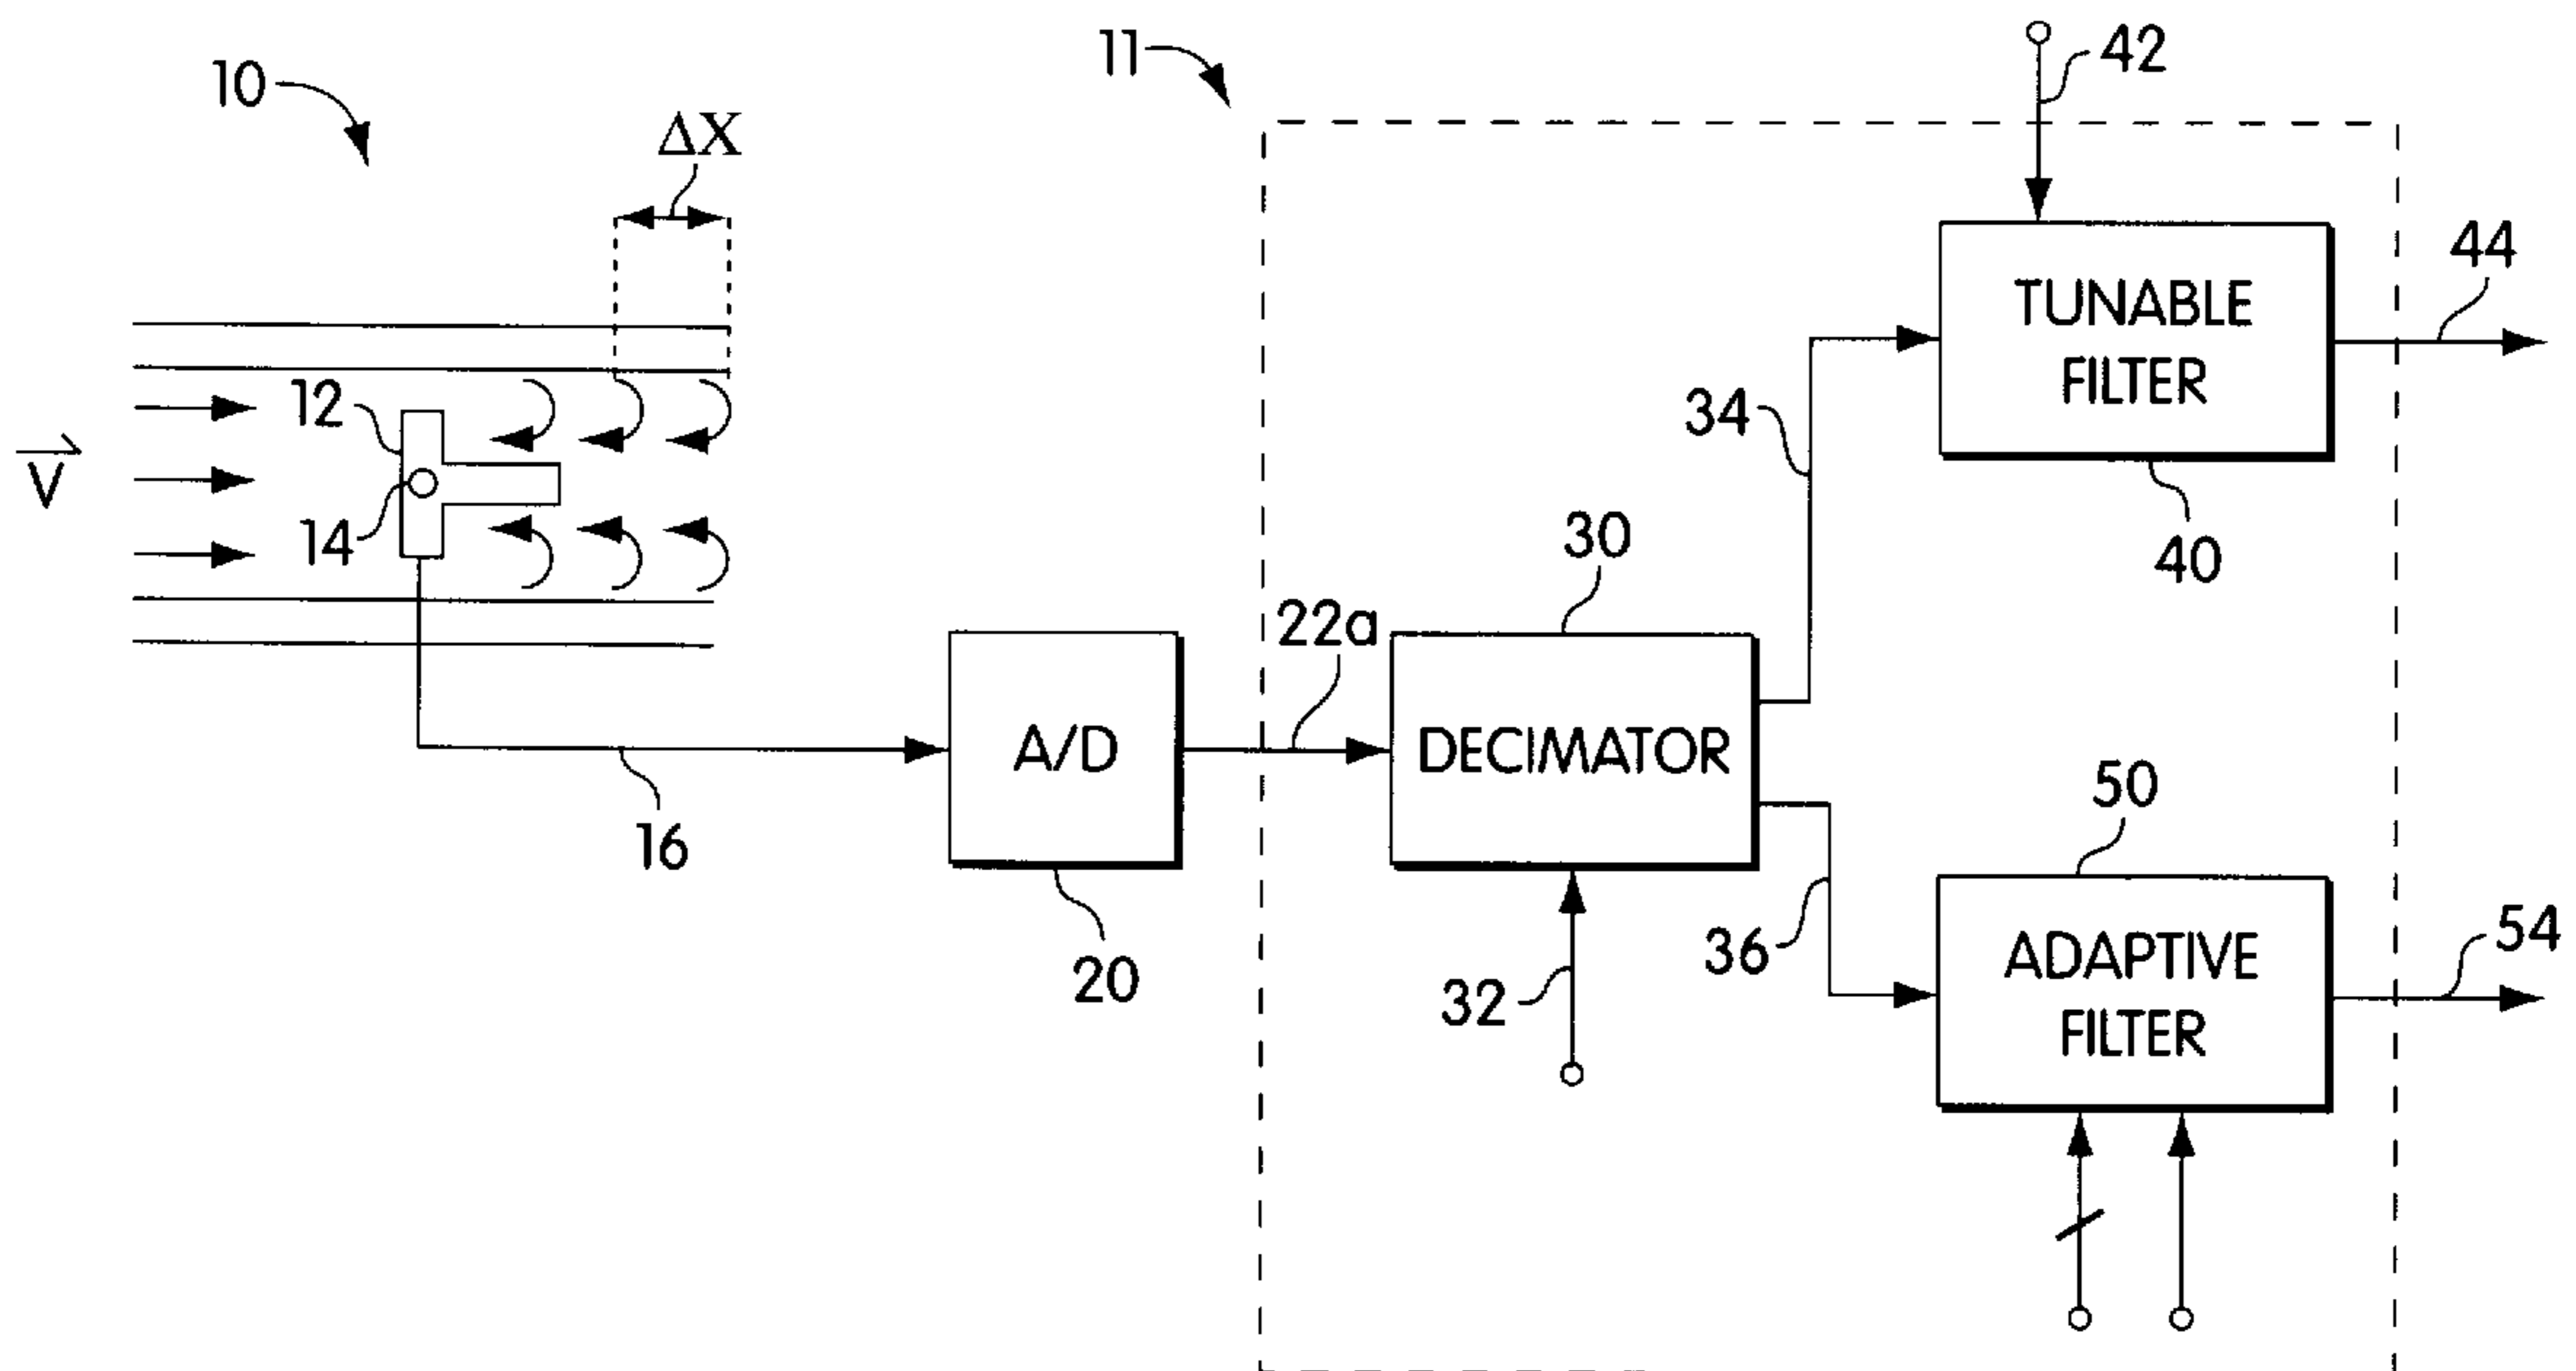 10
11
42
ΔX
44
TUNABLE
FILTER
12
34
V
14
30
40
22a
A/D
DECIMATOR
50
16
36
54
20
32
ADAPTIVE
FILTER